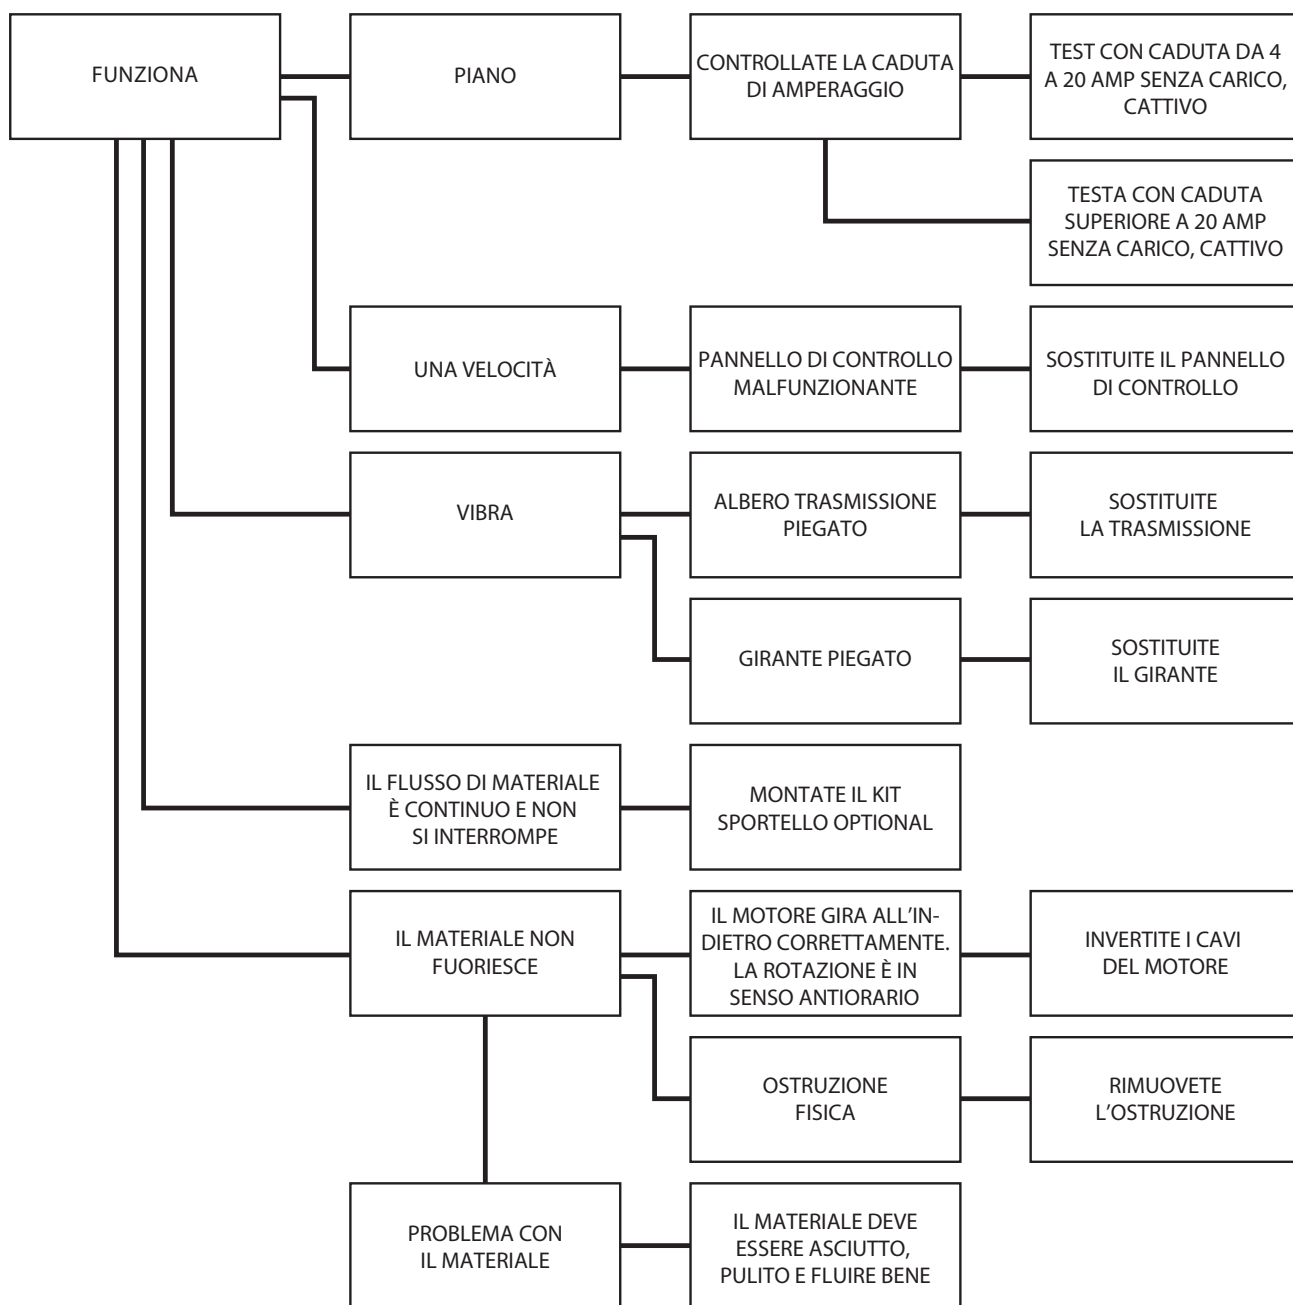 FUNZIONA
PIANO
CONTROLLATE LA CADUTA
DI AMPERAGGIO
TEST CON CADUTA DA 4
A 20 AMP SENZA CARICO,
CATTIVO
TESTA CON CADUTA
SUPERIORE A 20 AMP
SENZA CARICO, CATTIVO
UNA VELOCITÀ
PANNELLO DI CONTROLLO
MALFUNZIONANTE
SOSTITUITE IL PANNELLO
DI CONTROLLO
VIBRA
ALBERO TRASMISSIONE
PIEGATO
SOSTITUITE
LA TRASMISSIONE
GIRANTE PIEGATO
SOSTITUITE
IL GIRANTE
IL FLUSSO DI MATERIALE
È CONTINUO E NON
SI INTERROMPE
MONTATE IL KIT
SPORTELLO OPTIONAL
IL MATERIALE NON
FUORIESCE
IL MOTORE GIRA ALL’IN-
DIETRO CORRETTAMENTE.
LA ROTAZIONE È IN
SENSO ANTIORARIO
INVERTITE I CAVI
DEL MOTORE
OSTRUZIONE
FISICA
RIMUOVETE
L’OSTRUZIONE
PROBLEMA CON
IL MATERIALE
IL MATERIALE DEVE
ESSERE ASCIUTTO,
PULITO E FLUIRE BENE